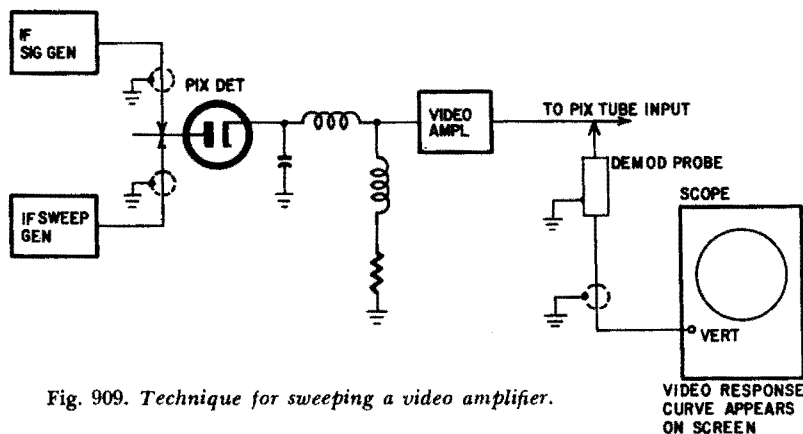 IF
SIG GEN
PIX DET
VIDEO
AMPL
TO PIX TUBE INPUT
DEMOD PROBE
IF SWEEP
GEN
SCOPE
VERT
VIDEO RESPONSE
CURVE APPEARS
ON SCREEN
Fig. 909. Technique for sweeping a video amplifier.